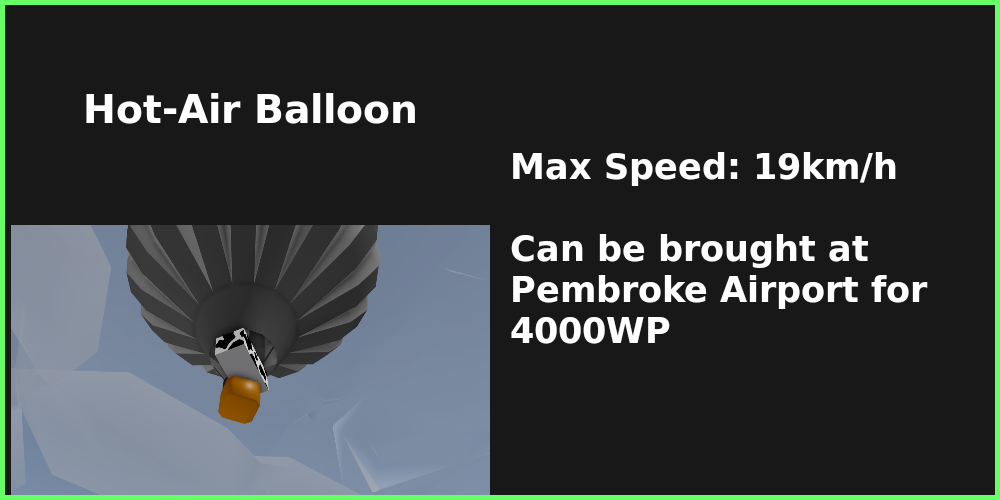 Hot-Air Balloon
Max Speed: 19km/h
Can be brought at
Pembroke Airport for
4000WP